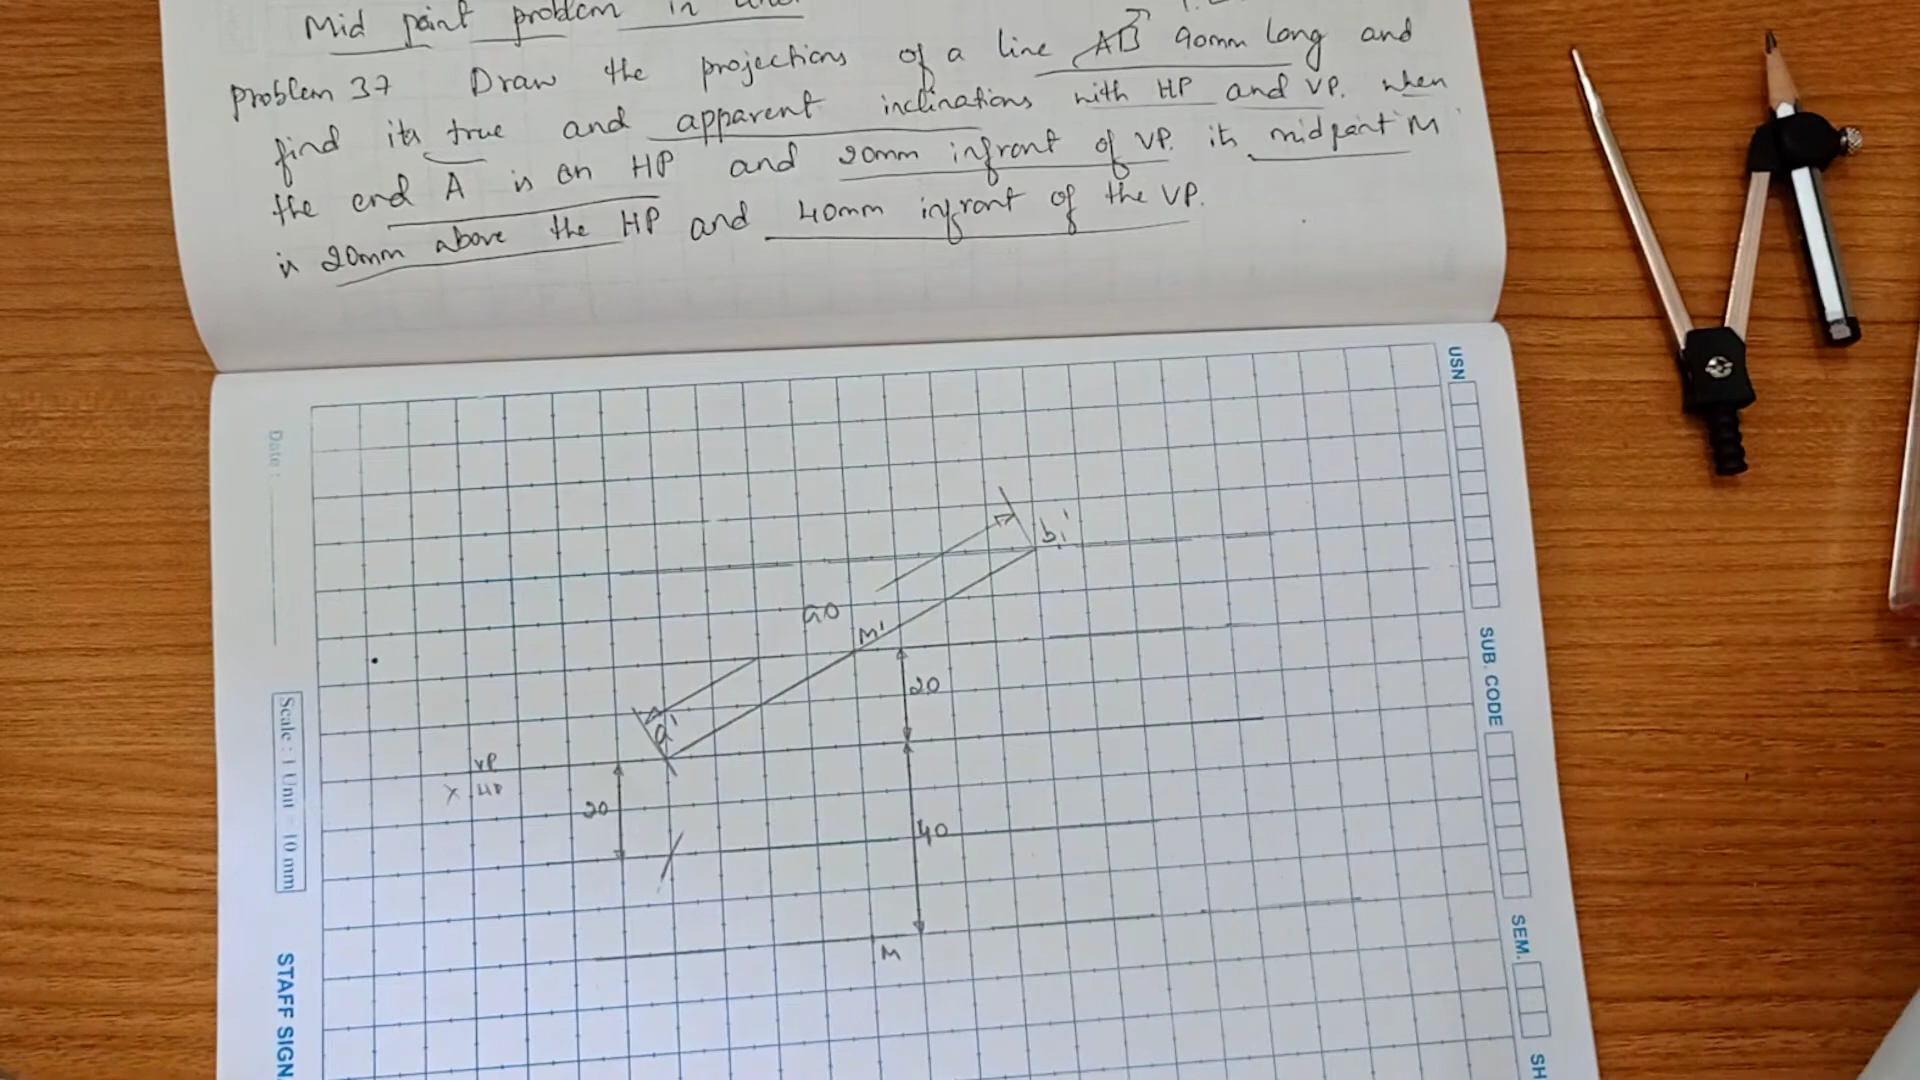 Mid point problem in
problem 37 Draw the projections of a line AB 90mm long and
find its true and apparent inclinations with HP and VP. when
the end A is on HP and 20mm infront of VP. its midpoint M
is 20mm above the HP and 40mm infront of the VP.
USN
Date :
b1'
90
M'
SUB. CODE
20
a'
Scale : 1 Unit = 10 mm
VP
X HP
20
40
SEM.
M
STAFF SIGN.
SH